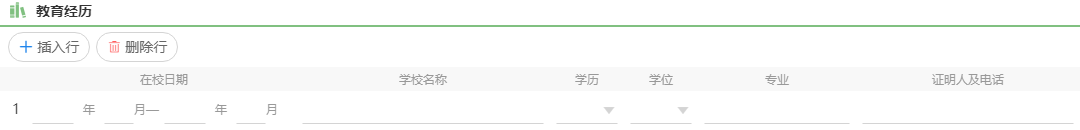 教育经历
插入行 删除行
在校日期 学校名称 学历 学位 专业 证明人及电话
1 年 月— 年 月